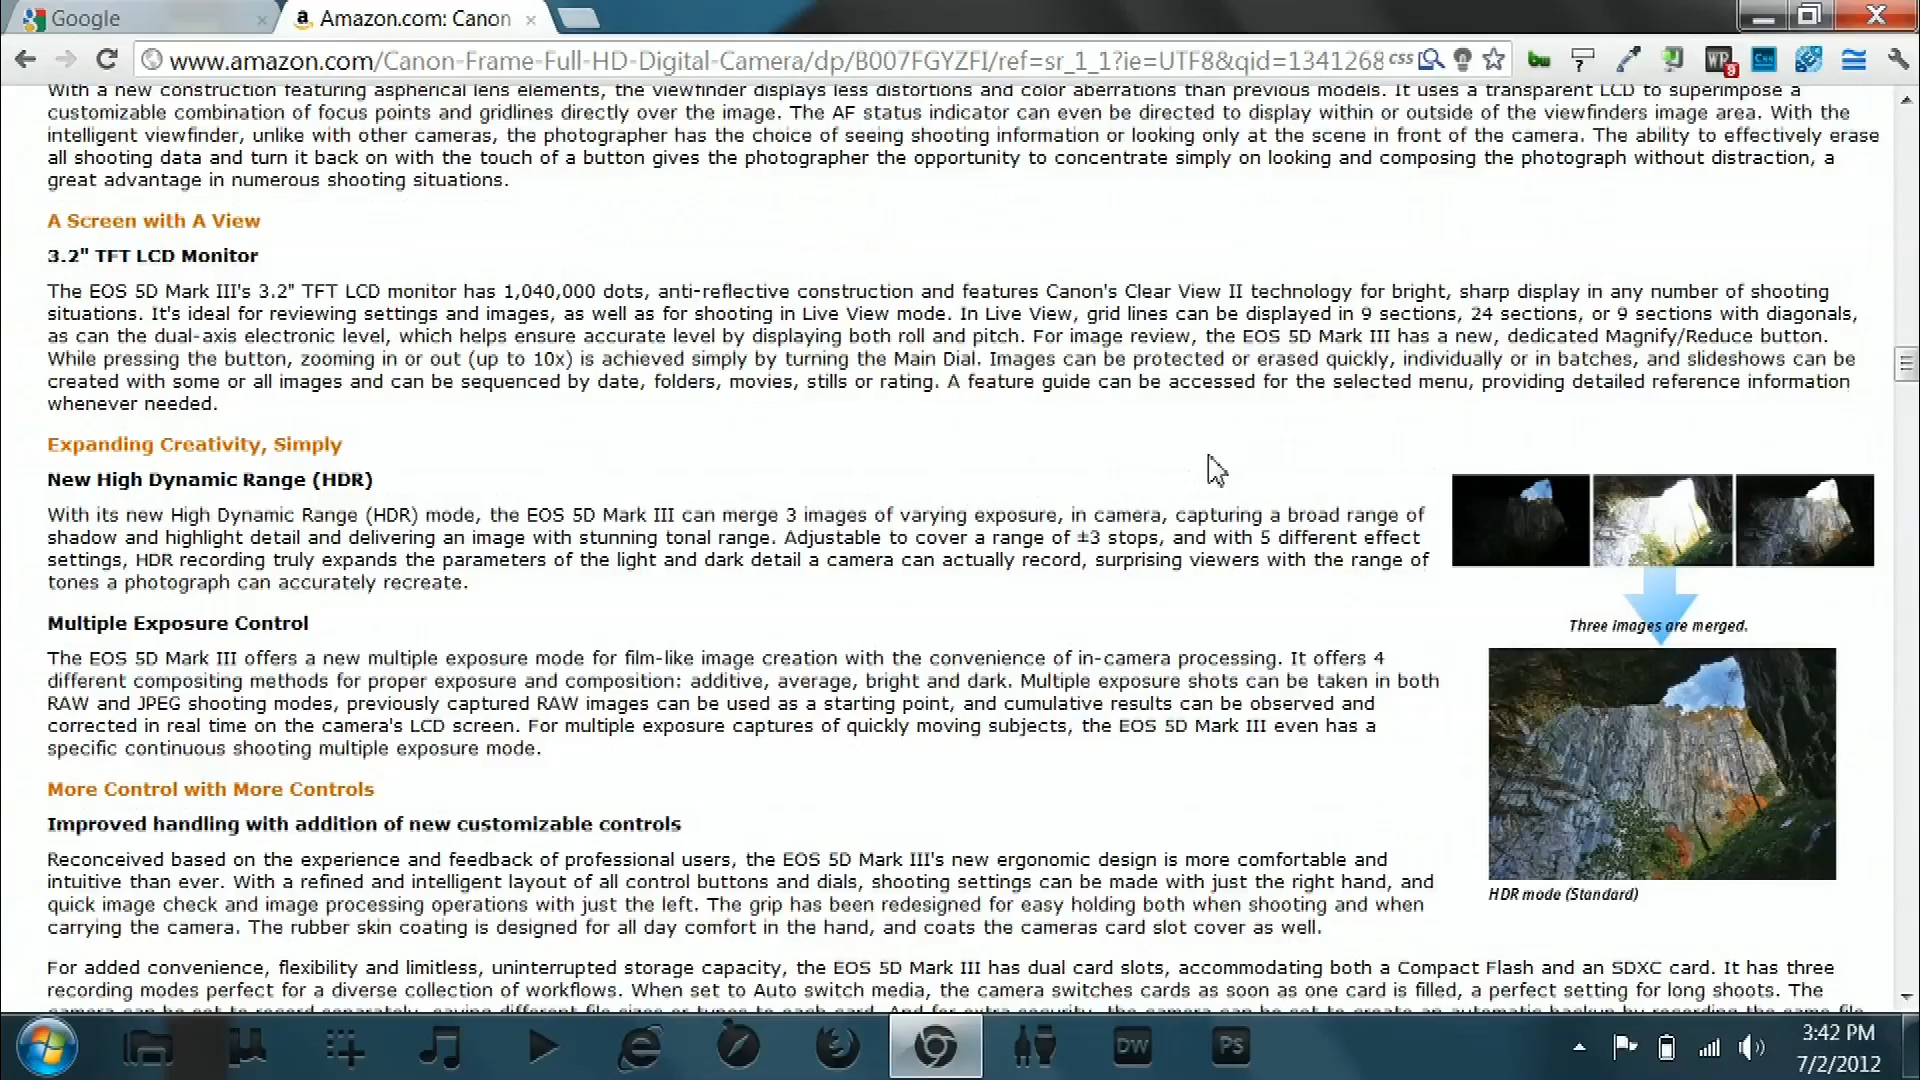 Google
Amazon.com: Canon
www.amazon.com/Canon-Frame-Full-HD-Digital-Camera/dp/B007FGYZFI/ref=sr_1_1?ie=UTF8&qid=1341268
css
WP
9
With a new construction featuring aspherical lens elements, the viewfinder displays less distortions and color aberrations than previous models. It uses a transparent LCD to superimpose a
customizable combination of focus points and gridlines directly over the image. The AF status indicator can even be directed to display within or outside of the viewfinders image area. With the
intelligent viewfinder, unlike with other cameras, the photographer has the choice of seeing shooting information or looking only at the scene in front of the camera. The ability to effectively erase
all shooting data and turn it back on with the touch of a button gives the photographer the opportunity to concentrate simply on looking and composing the photograph without distraction, a
great advantage in numerous shooting situations.
A Screen with A View
3.2" TFT LCD Monitor
The EOS 5D Mark III's 3.2" TFT LCD monitor has 1,040,000 dots, anti-reflective construction and features Canon's Clear View II technology for bright, sharp display in any number of shooting
situations. It's ideal for reviewing settings and images, as well as for shooting in Live View mode. In Live View, grid lines can be displayed in 9 sections, 24 sections, or 9 sections with diagonals,
as can the dual-axis electronic level, which helps ensure accurate level by displaying both roll and pitch. For image review, the EOS 5D Mark III has a new, dedicated Magnify/Reduce button.
While pressing the button, zooming in or out (up to 10x) is achieved simply by turning the Main Dial. Images can be protected or erased quickly, individually or in batches, and slideshows can be
created with some or all images and can be sequenced by date, folders, movies, stills or rating. A feature guide can be accessed for the selected menu, providing detailed reference information
whenever needed.
Expanding Creativity, Simply
New High Dynamic Range (HDR)
With its new High Dynamic Range (HDR) mode, the EOS 5D Mark III can merge 3 images of varying exposure, in camera, capturing a broad range of
shadow and highlight detail and delivering an image with stunning tonal range. Adjustable to cover a range of ±3 stops, and with 5 different effect
settings, HDR recording truly expands the parameters of the light and dark detail a camera can actually record, surprising viewers with the range of
tones a photograph can accurately recreate.
Three images are merged.
HDR mode (Standard)
Multiple Exposure Control
The EOS 5D Mark III offers a new multiple exposure mode for film-like image creation with the convenience of in-camera processing. It offers 4
different compositing methods for proper exposure and composition: additive, average, bright and dark. Multiple exposure shots can be taken in both
RAW and JPEG shooting modes, previously captured RAW images can be used as a starting point, and cumulative results can be observed and
corrected in real time on the camera's LCD screen. For multiple exposure captures of quickly moving subjects, the EOS 5D Mark III even has a
specific continuous shooting multiple exposure mode.
More Control with More Controls
Improved handling with addition of new customizable controls
Reconceived based on the experience and feedback of professional users, the EOS 5D Mark III's new ergonomic design is more comfortable and
intuitive than ever. With a refined and intelligent layout of all control buttons and dials, shooting settings can be made with just the right hand, and
quick image check and image processing operations with just the left. The grip has been redesigned for easy holding both when shooting and when
carrying the camera. The rubber skin coating is designed for all day comfort in the hand, and coats the cameras card slot cover as well.
For added convenience, flexibility and limitless, uninterrupted storage capacity, the EOS 5D Mark III has dual card slots, accommodating both a Compact Flash and an SDXC card. It has three
recording modes perfect for a diverse collection of workflows. When set to Auto switch media, the camera switches cards as soon as one card is filled, a perfect setting for long shoots. The
DW
PS
3:42 PM
7/2/2012